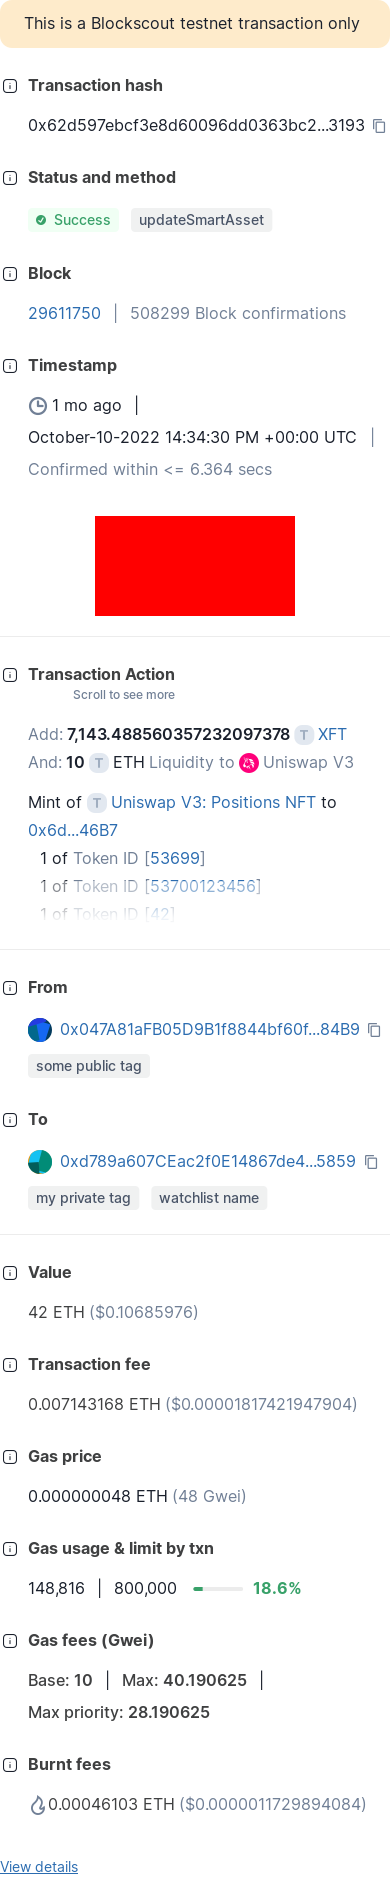 This is a Blockscout testnet transaction only
Transaction hash
0x62d597ebcf3e8d60096dd0363bc2...3193
Status and method
Success updateSmartAsset
Block
29611750 | 508299 Block confirmations
Timestamp
1 mo ago |
October-10-2022 14:34:30 PM +00:00 UTC |
Confirmed within <= 6.364 secs
Transaction Action
Scroll to see more
Add: 7,143.488560357232097378 T XFT
And: 10 T ETH Liquidity to Uniswap V3
Mint of T Uniswap V3: Positions NFT to
0x6d...46B7
1 of Token ID [53699]
1 of Token ID [53700123456]
1 of Token ID [42]
From
0x047A81aFB05D9B1f8844bf60f...84B9
some public tag
To
0xd789a607CEac2f0E14867de4...5859
my private tag watchlist name
Value
42 ETH ($0.10685976)
Transaction fee
0.007143168 ETH ($0.00001817421947904)
Gas price
0.000000048 ETH (48 Gwei)
Gas usage & limit by txn
148,816 | 800,000 18.6%
Gas fees (Gwei)
Base: 10 | Max: 40.190625 |
Max priority: 28.190625
Burnt fees
0.00046103 ETH ($0.0000011729894084)
View details